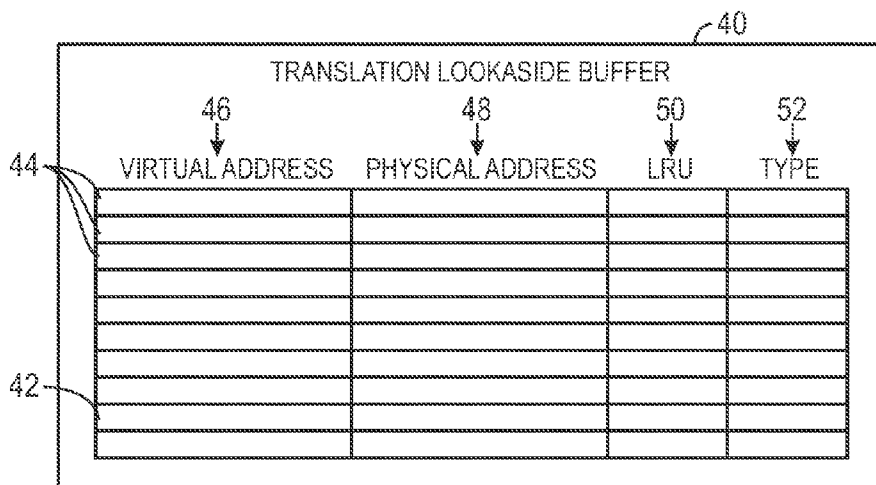 40
TRANSLATION LOOKASIDE BUFFER
46 48 50 52
44 VIRTUAL ADDRESS PHYSICAL ADDRESS LRU TYPE
42